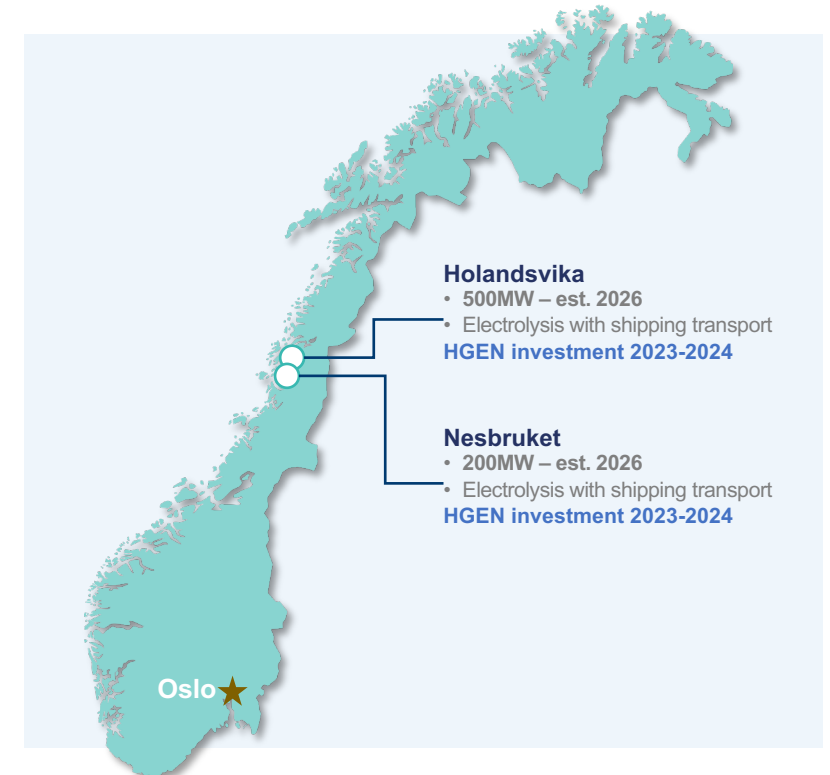 Holandsvika
• 500MW – est. 2026
• Electrolysis with shipping transport
HGEN investment 2023-2024
Nesbruket
• 200MW – est. 2026
• Electrolysis with shipping transport
HGEN investment 2023-2024
Oslo